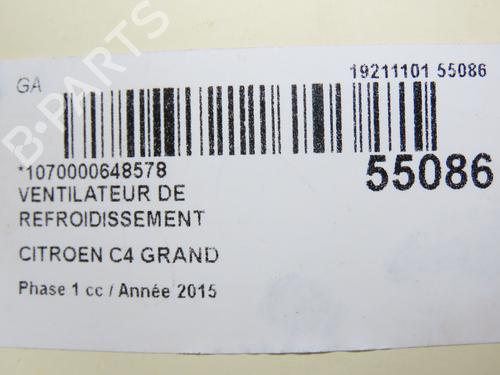 GA
19211101 55086
*1070000648578
55086
VENTILATEUR DE
REFROIDISSEMENT
CITROEN C4 GRAND
Phase 1 cc / Année 2015
B-PARTS